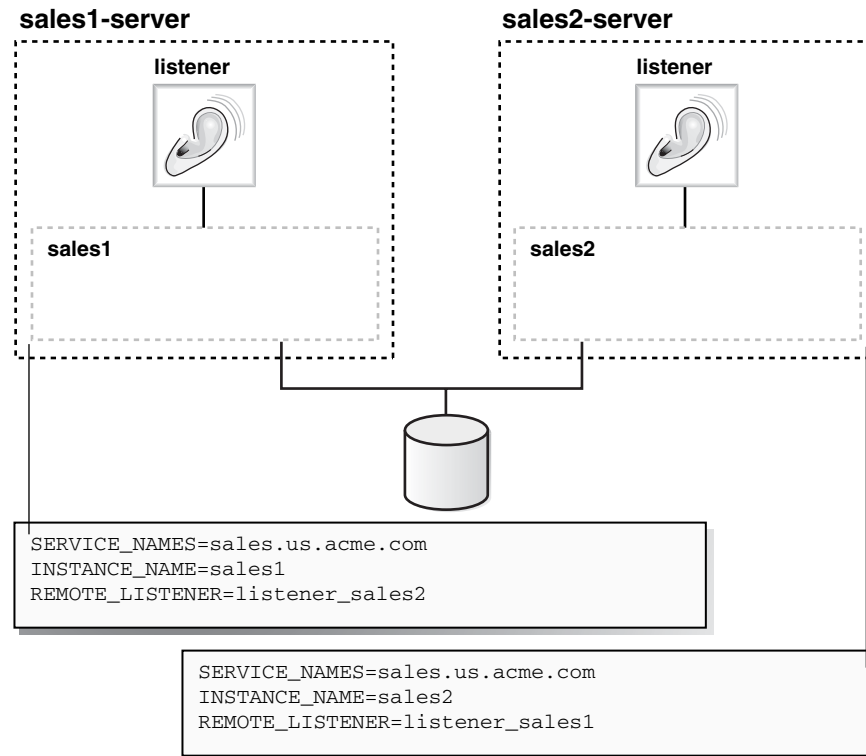 sales1-server
sales2-server
listener
listener
sales1
sales2
SERVICE_NAMES=sales.us.acme.com
INSTANCE_NAME=sales1
REMOTE_LISTENER=listener_sales2
SERVICE_NAMES=sales.us.acme.com
INSTANCE_NAME=sales2
REMOTE_LISTENER=listener_sales1